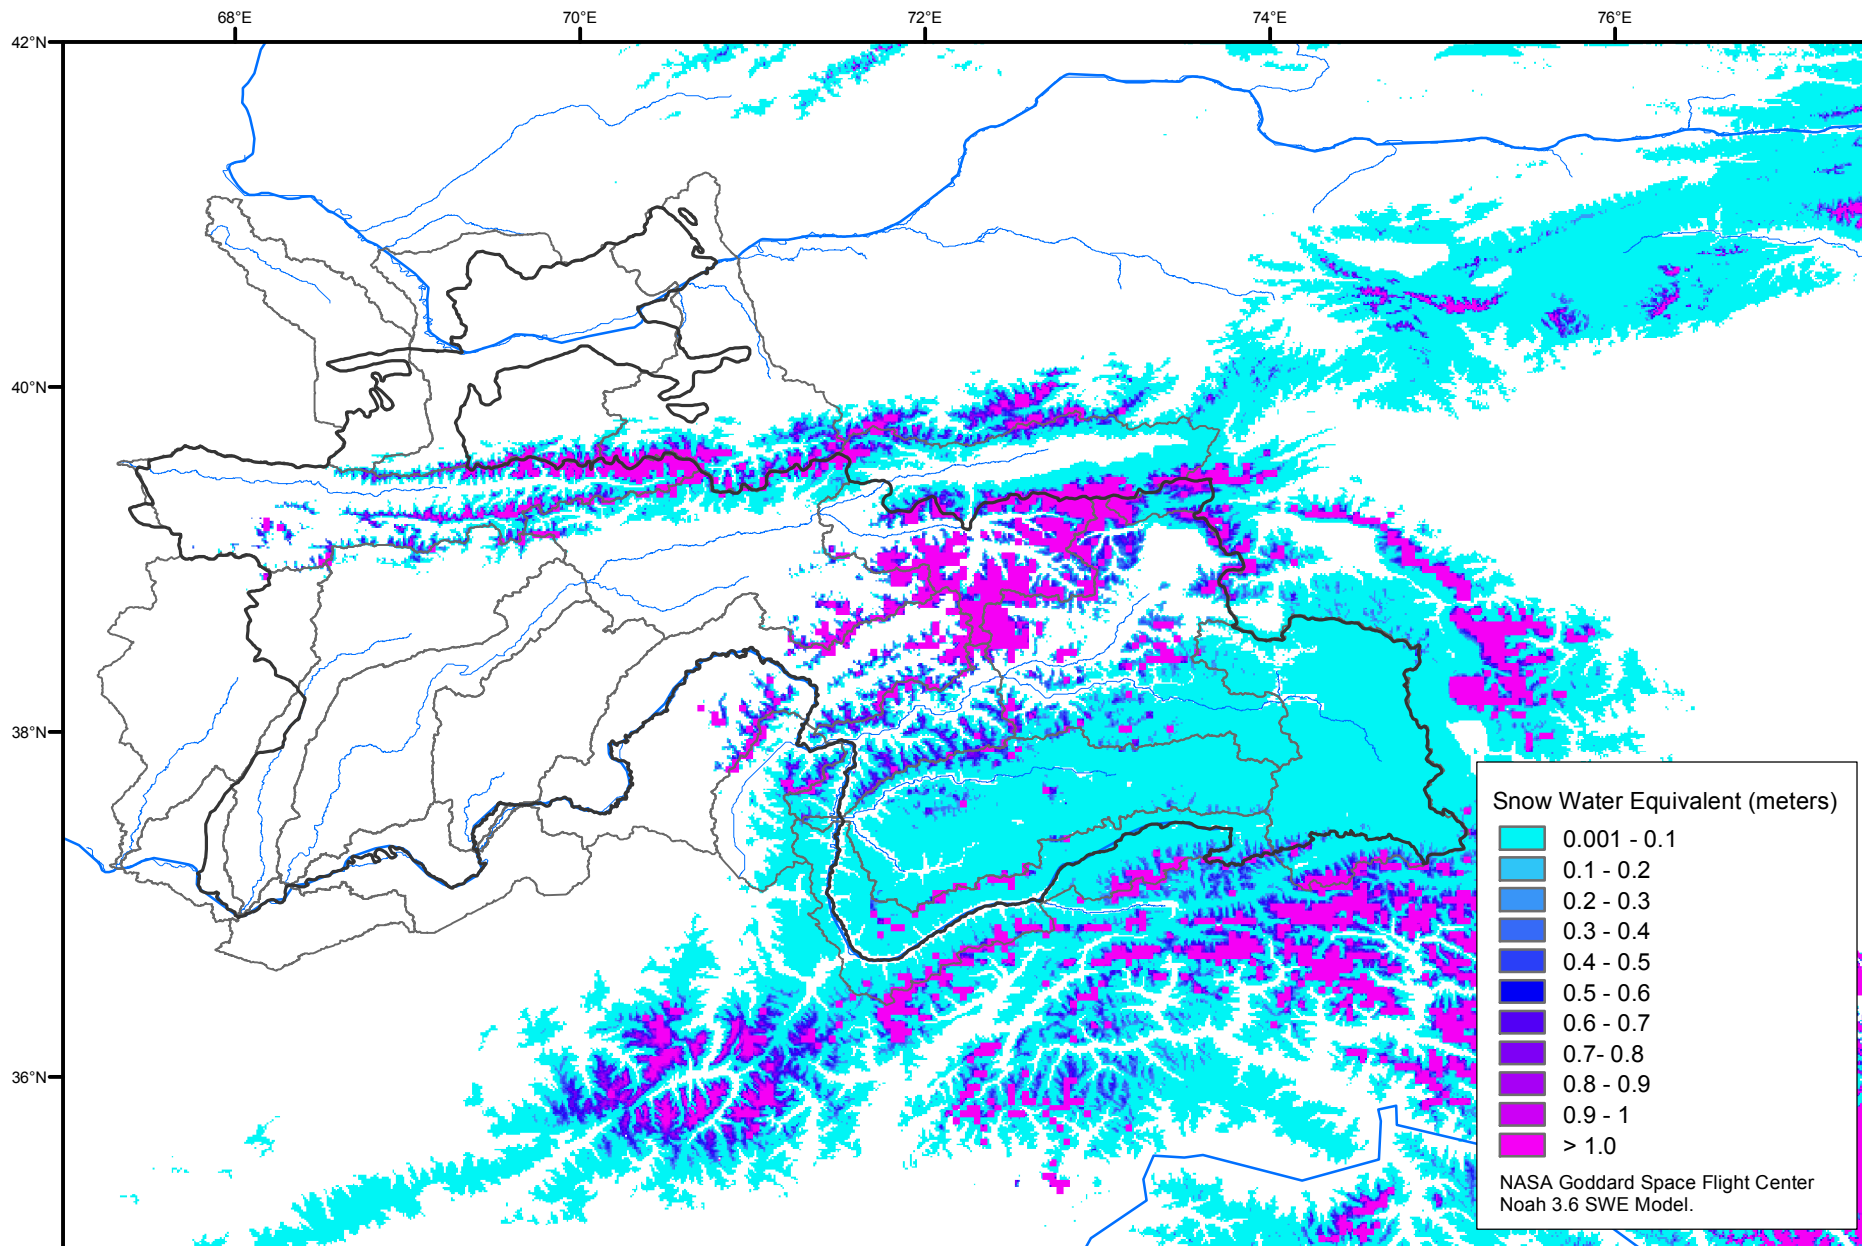 68°E 70°E 72°E 74°E 76°E
42°N
40°N
38°N
36°N
Snow Water Equivalent (meters)
0.001 - 0.1
0.1 - 0.2
0.2 - 0.3
0.3 - 0.4
0.4 - 0.5
0.5 - 0.6
0.6 - 0.7
0.7- 0.8
0.8 - 0.9
0.9 - 1
> 1.0
NASA Goddard Space Flight Center
Noah 3.6 SWE Model.